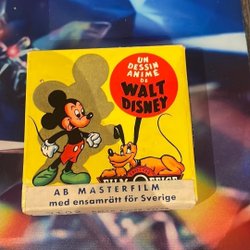 UN
DESSIN
ANIMÉ
DE
WALT
DISNEY
AB MASTERFILM
med ensamrätt för Sverige